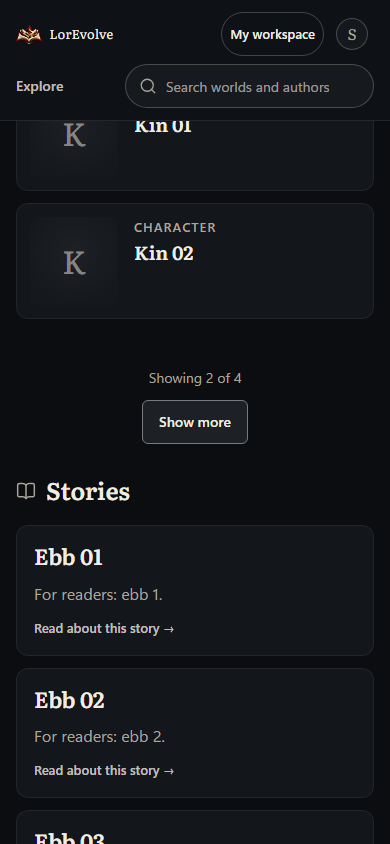 LorEvolve
My workspace
S
Explore
Search worlds and authors
K
Kin 01
K
CHARACTER
Kin 02
Showing 2 of 4
Show more
Stories
Ebb 01
For readers: ebb 1.
Read about this story →
Ebb 02
For readers: ebb 2.
Read about this story →
Ebb 03